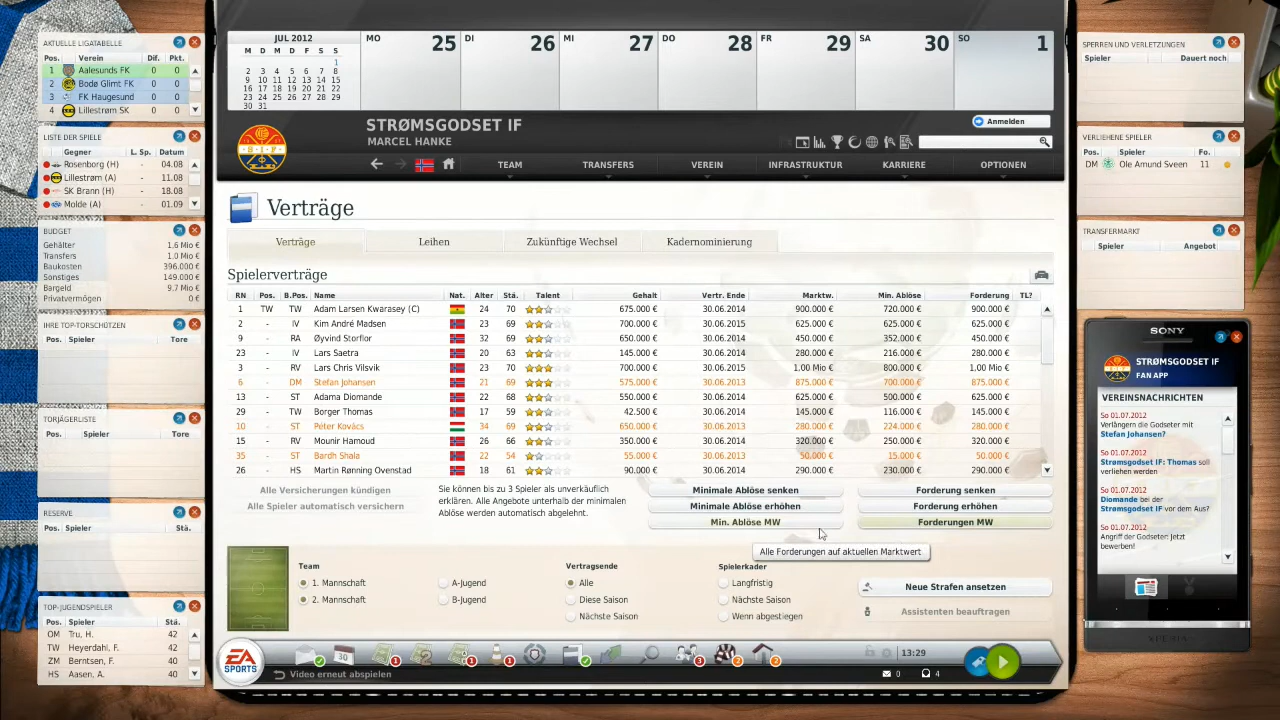 AKTUELLE LIGATABELLE
Pos. Verein Dif. Pkt.
1 Aalesunds FK 0 0
2 Bodø Glimt FK 0 0
3 FK Haugesund 0 0
4 Lillestrøm SK 0 0
LISTE DER SPIELE
Gegner L. Sp. Datum
Rosenborg (H) - 04.08
Lillestrøm (A) - 11.08
SK Brann (H) - 18.08
Molde (A) - 01.09
BUDGET
Gehälter 1.6 Mio €
Transfers 1.0 Mio €
Baukosten 396.000 €
Sonstiges 149.000 €
Bargeld 9.7 Mio €
Privatvermögen 0 €
IHRE TOP-TORSCHÜTZEN
Pos. Spieler Tore
TORJÄGERLISTE
Pos. Spieler Tore
RESERVE
Pos. Spieler Stä.
TOP-JUGENDSPIELER
Pos. Spieler Stä.
OM Tru, H. 42
TW Heyerdahl, F. 42
ZM Berntsen, F. 40
HS Aasen, A. 40
JUL 2012
M D M D F S S
1
2 3 4 5 6 7 8
9 10 11 12 13 14 15
16 17 18 19 20 21 22
23 24 25 26 27 28 29
30 31
MO 25 DI 26 MI 27 DO 28 FR 29 SA 30 SO 1
STRØMSGODSET IF
MARCEL HANKE
Anmelden
TEAM TRANSFERS VEREIN INFRASTRUKTUR KARRIERE OPTIONEN
Verträge
Verträge Leihen Zukünftige Wechsel Kadernominierung
Spielerverträge
RN Pos. B.Pos. Name Nat. Alter Stä. Talent Gehalt Vertr. Ende Marktw. Min. Ablöse Forderung TL?
1 TW TW Adam Larsen Kwarasey (C) 24 70 675.000 € 30.06.2014 900.000 € 720.000 € 900.000 €
2 - IV Kim André Madsen 23 69 700.000 € 30.06.2015 625.000 € 625.000 € 625.000 €
9 - RA Øyvind Storflor 32 69 650.000 € 30.06.2014 450.000 € 352.000 € 450.000 €
23 - IV Lars Saetra 20 63 145.000 € 30.06.2014 280.000 € 216.000 € 280.000 €
3 - RV Lars Chris Vilsvik 23 70 700.000 € 30.06.2015 1,00 Mio € 800.000 € 1,00 Mio €
6 - DM Stefan Johansen 21 69 575.000 € 30.06.2013 875.000 € 700.000 € 875.000 €
13 - ST Adama Diomande 22 68 625.000 € 30.06.2014 625.000 € 500.000 € 625.000 €
29 - TW Borger Thomas 17 59 42.500 € 30.06.2014 145.000 € 116.000 € 145.000 €
10 - ST Péter Kovács 34 69 650.000 € 30.06.2013 280.000 € 224.000 € 280.000 €
15 - RV Mounir Hamoud 26 66 350.000 € 30.06.2014 320.000 € 250.000 € 320.000 €
35 - ST Bardh Shala 22 54 55.000 € 30.06.2013 50.000 € 15.000 € 50.000 €
26 - HS Martin Rønning Ovenstad 18 61 90.000 € 30.06.2014 290.000 € 230.000 € 290.000 €
Alle Versicherungen kündigen
Alle Spieler automatisch versichern
Sie können bis zu 3 Spieler als unverkäuflich
erklären. Alle Angebote unterhalb der minimalen
Ablöse werden automatisch abgelehnt.
Minimale Ablöse senken Forderung senken
Minimale Ablöse erhöhen Forderung erhöhen
Min. Ablöse MW Forderungen MW
Alle Forderungen auf aktuellen Marktwert
Team
1. Mannschaft A-Jugend
2. Mannschaft B-Jugend
Vertragsende
Alle
Diese Saison
Nächste Saison
Spielerkader
Langfristig
Nächste Saison
Wenn abgestiegen
Neue Strafen ansetzen
Assistenten beauftragen
EA
SPORTS
30 1 2 1 1 3 7 2
13:29
Video erneut abspielen
0 4
SPERREN UND VERLETZUNGEN
Spieler Dauert noch
VERLIEHENE SPIELER
Pos. Spieler Fo.
DM Ole Amund Sveen 11
TRANSFERMARKT
Spieler Angebot
SONY
STRØMSGODSET IF
FAN APP
VEREINSNACHRICHTEN
So 01.07.2012
Verlängern die Godseter mit
Stefan Johansen?
So 01.07.2012
Strømsgodset IF: Thomas soll
verliehen werden
So 01.07.2012
Diomande bei der
Strømsgodset IF vor dem Aus?
So 01.07.2012
Angriff der Godseter: Jetzt
bewerben!